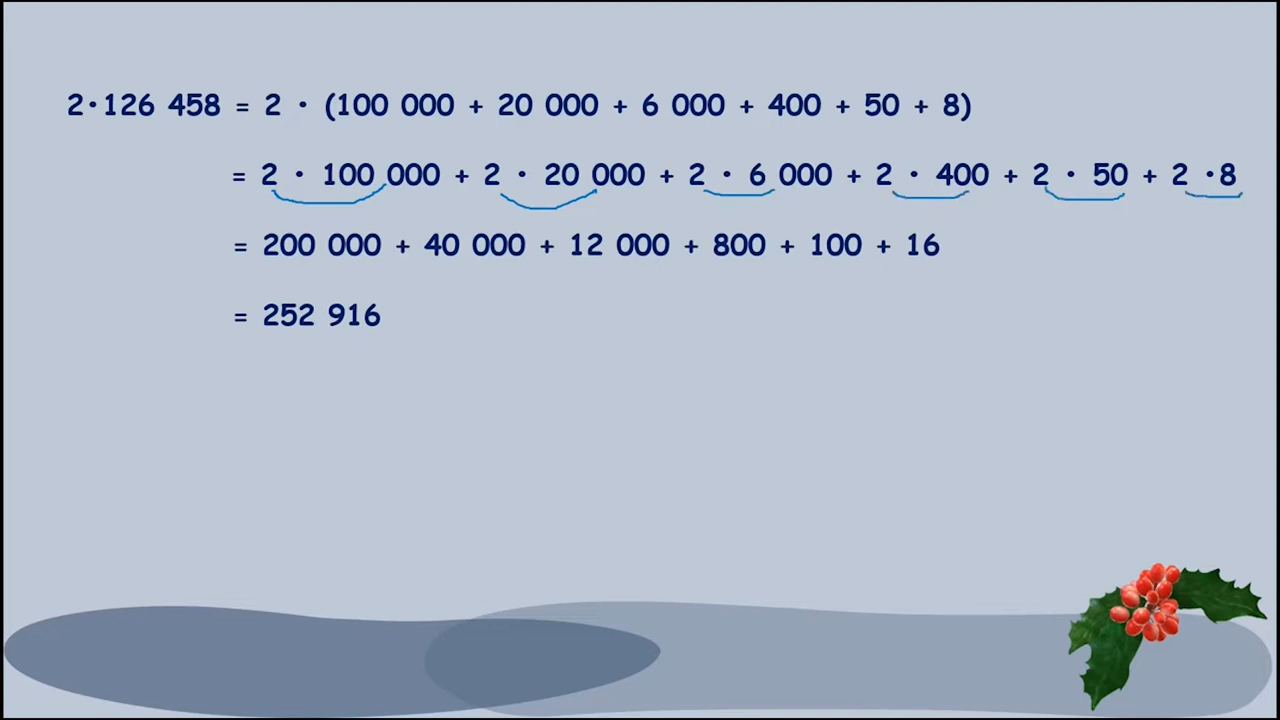 2·126 458 = 2 · (100 000 + 20 000 + 6 000 + 400 + 50 + 8)
= 2 · 100 000 + 2 · 20 000 + 2 · 6 000 + 2 · 400 + 2 · 50 + 2 ·8
= 200 000 + 40 000 + 12 000 + 800 + 100 + 16
= 252 916